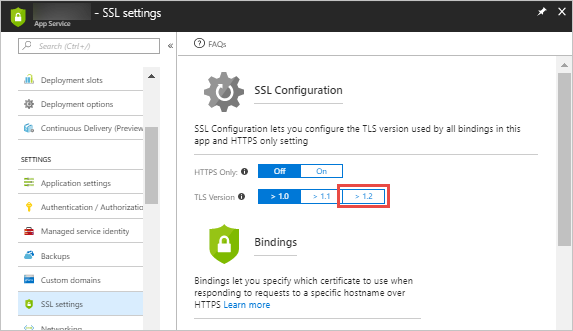 - SSL settings
App Service
Search (Ctrl+/)
Deployment slots
Deployment options
Continuous Delivery (Preview
SETTINGS
Application settings
Authentication / Authorizatio
Managed service identity
Backups
Custom domains
SSL settings
Networking
FAQs
SSL Configuration
SSL Configuration lets you configure the TLS version used by all bindings in this
app and HTTPS only setting
HTTPS Only: Off On
TLS Version > 1.0 > 1.1 > 1.2
Bindings
Bindings let you specify which certificate to use when
responding to requests to a specific hostname over
HTTPS Learn more